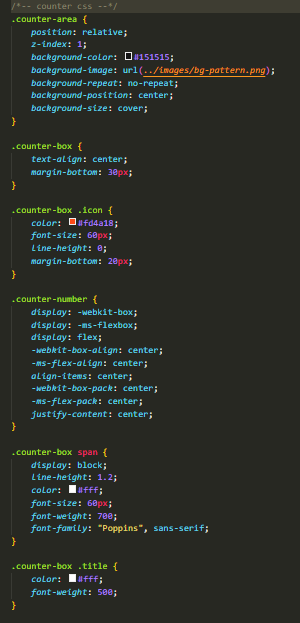 /*-- counter css --*/
.counter-area {
position: relative;
z-index: 1;
background-color: #151515;
background-image: url(../images/bg-pattern.png);
background-repeat: no-repeat;
background-position: center;
background-size: cover;
}
.counter-box {
text-align: center;
margin-bottom: 30px;
}
.counter-box .icon {
color: #fd4a18;
font-size: 60px;
line-height: 0;
margin-bottom: 20px;
}
.counter-number {
display: -webkit-box;
display: -ms-flexbox;
display: flex;
-webkit-box-align: center;
-ms-flex-align: center;
align-items: center;
-webkit-box-pack: center;
-ms-flex-pack: center;
justify-content: center;
}
.counter-box span {
display: block;
line-height: 1.2;
color: #fff;
font-size: 60px;
font-weight: 700;
font-family: "Poppins", sans-serif;
}
.counter-box .title {
color: #fff;
font-weight: 500;
}